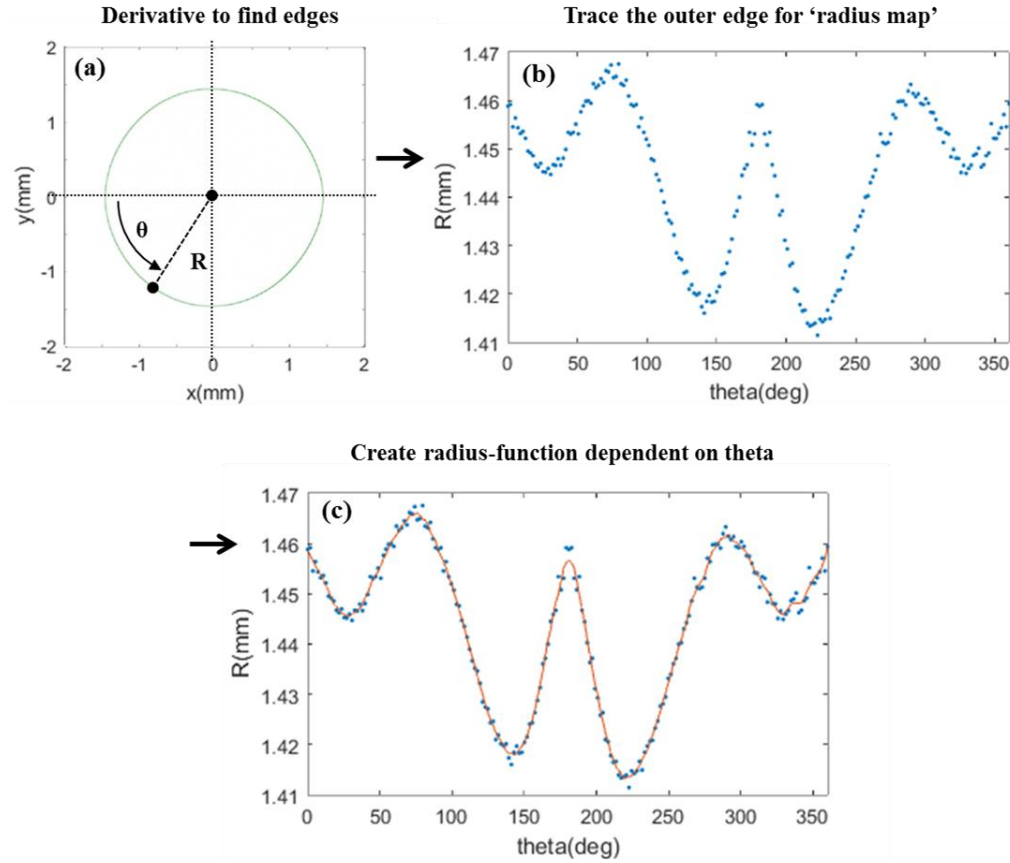 Derivative to find edges
Trace the outer edge for ‘radius map’
(a)
2
1
0
-1
-2
y(mm)
θ
R
-2
-1
0
1
2
x(mm)
(b)
1.47
1.46
1.45
1.44
1.43
1.42
1.41
R(mm)
0
50
100
150
200
250
300
350
theta(deg)
Create radius-function dependent on theta
(c)
1.47
1.46
1.45
1.44
1.43
1.42
1.41
R(mm)
0
50
100
150
200
250
300
350
theta(deg)